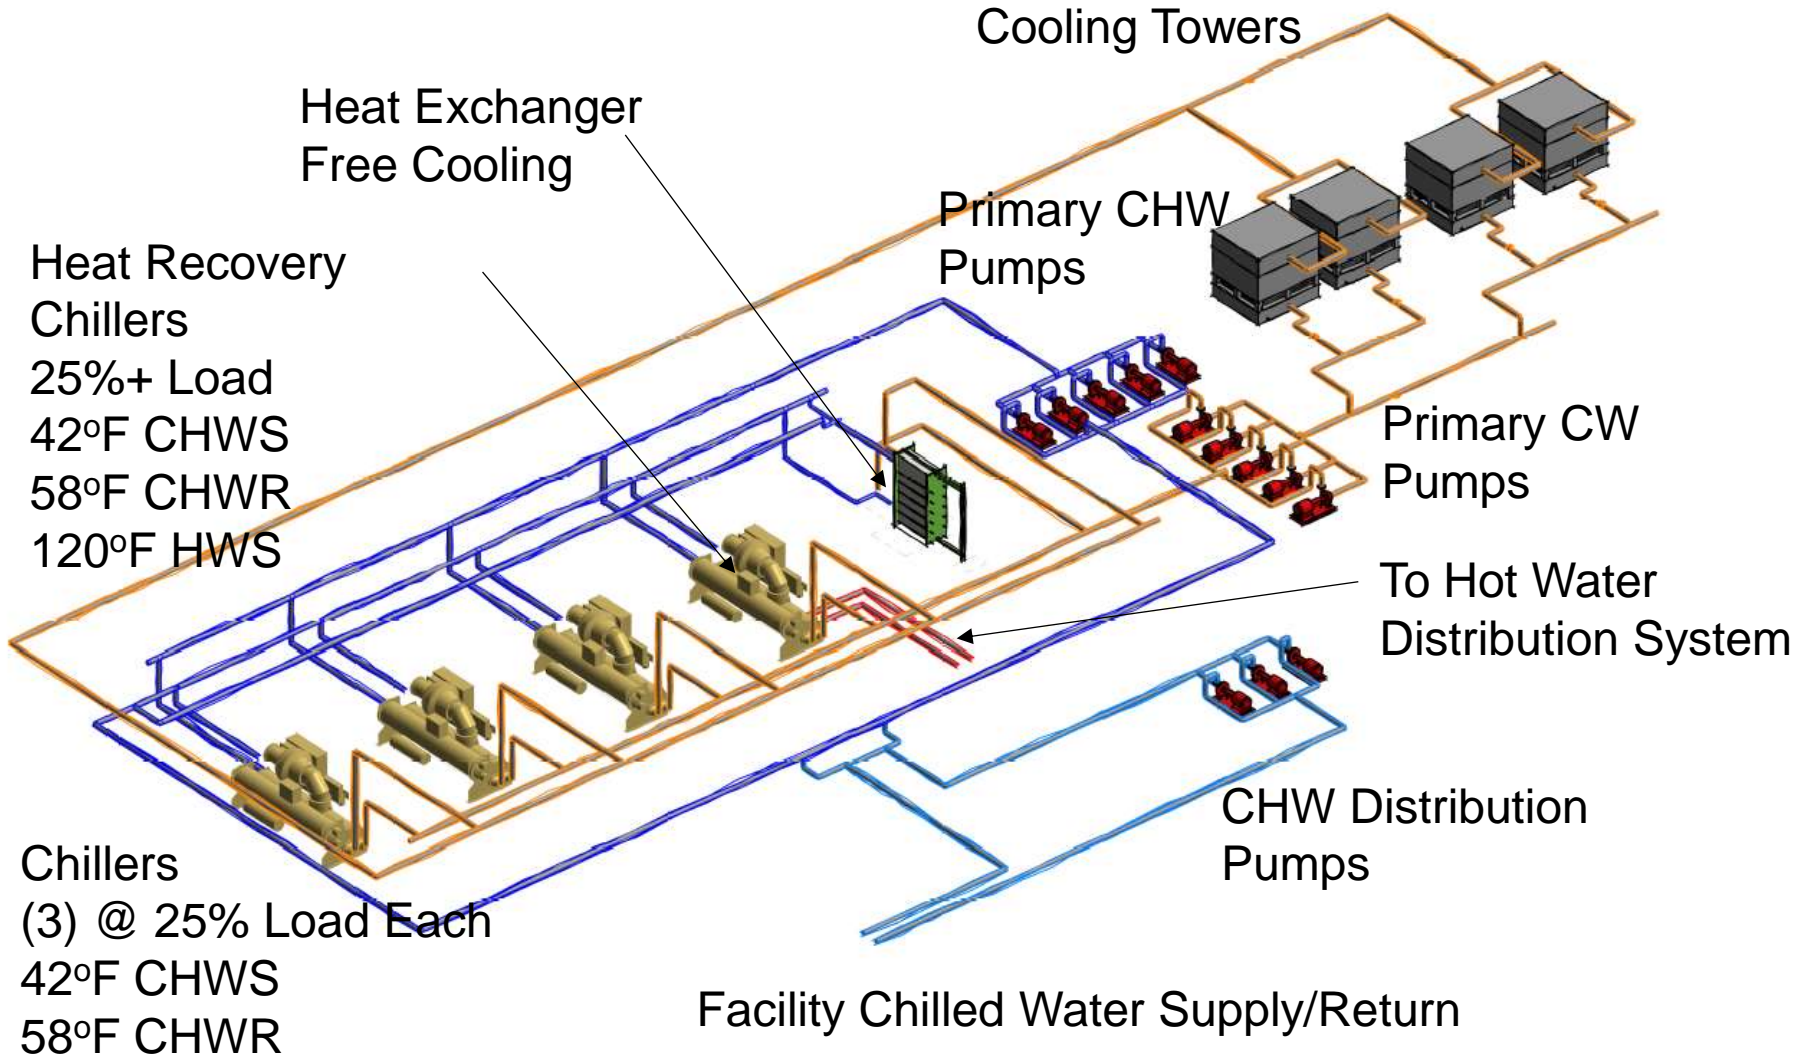 Cooling Towers
Heat Exchanger
Free Cooling
Primary CHW
Pumps
Heat Recovery
Chillers
25%+ Load
42ºF CHWS
58ºF CHWR
120ºF HWS
Primary CW
Pumps
To Hot Water
Distribution System
CHW Distribution
Pumps
Chillers
(3) @ 25% Load Each
42ºF CHWS
58ºF CHWR
Facility Chilled Water Supply/Return